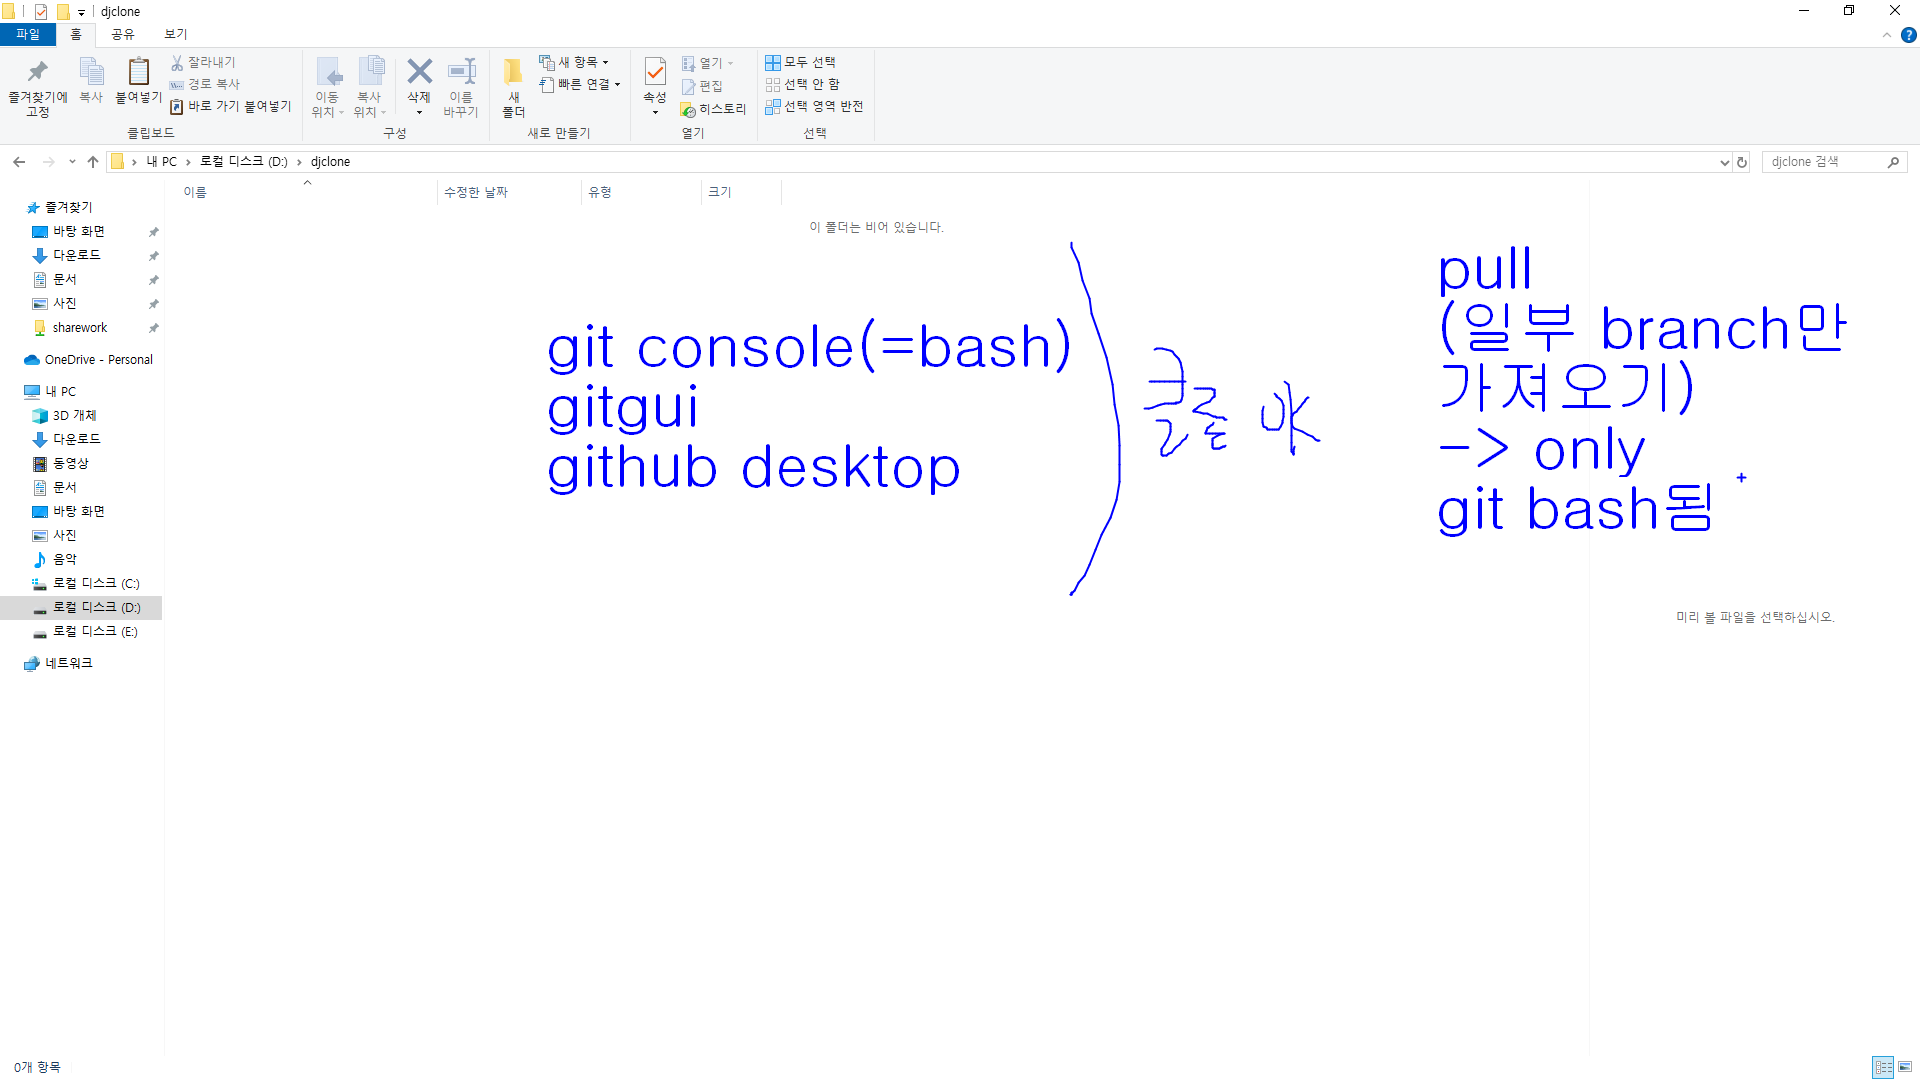 djclone
파일 홈 공유 보기
즐겨찾기에 고정
복사
붙여넣기
잘라내기
경로 복사
바로 가기 붙여넣기
클립보드
이동 위치
복사 위치
삭제
이름 바꾸기
구성
새 폴더
새 항목
빠른 연결
새로 만들기
속성
열기
편집
히스토리
열기
모두 선택
선택 안 함
선택 영역 반전
선택
내 PC › 로컬 디스크 (D:) › djclone
djclone 검색
이름 수정한 날짜 유형 크기
이 폴더는 비어 있습니다.
즐겨찾기
바탕 화면
다운로드
문서
사진
sharework
OneDrive - Personal
내 PC
3D 개체
다운로드
동영상
문서
바탕 화면
사진
음악
로컬 디스크 (C:)
로컬 디스크 (D:)
로컬 디스크 (E:)
네트워크
git console(=bash)
gitgui
github desktop
pull
(일부 branch만
가져오기)
-> only
git bash됨
미리 볼 파일을 선택하십시오.
0개 항목